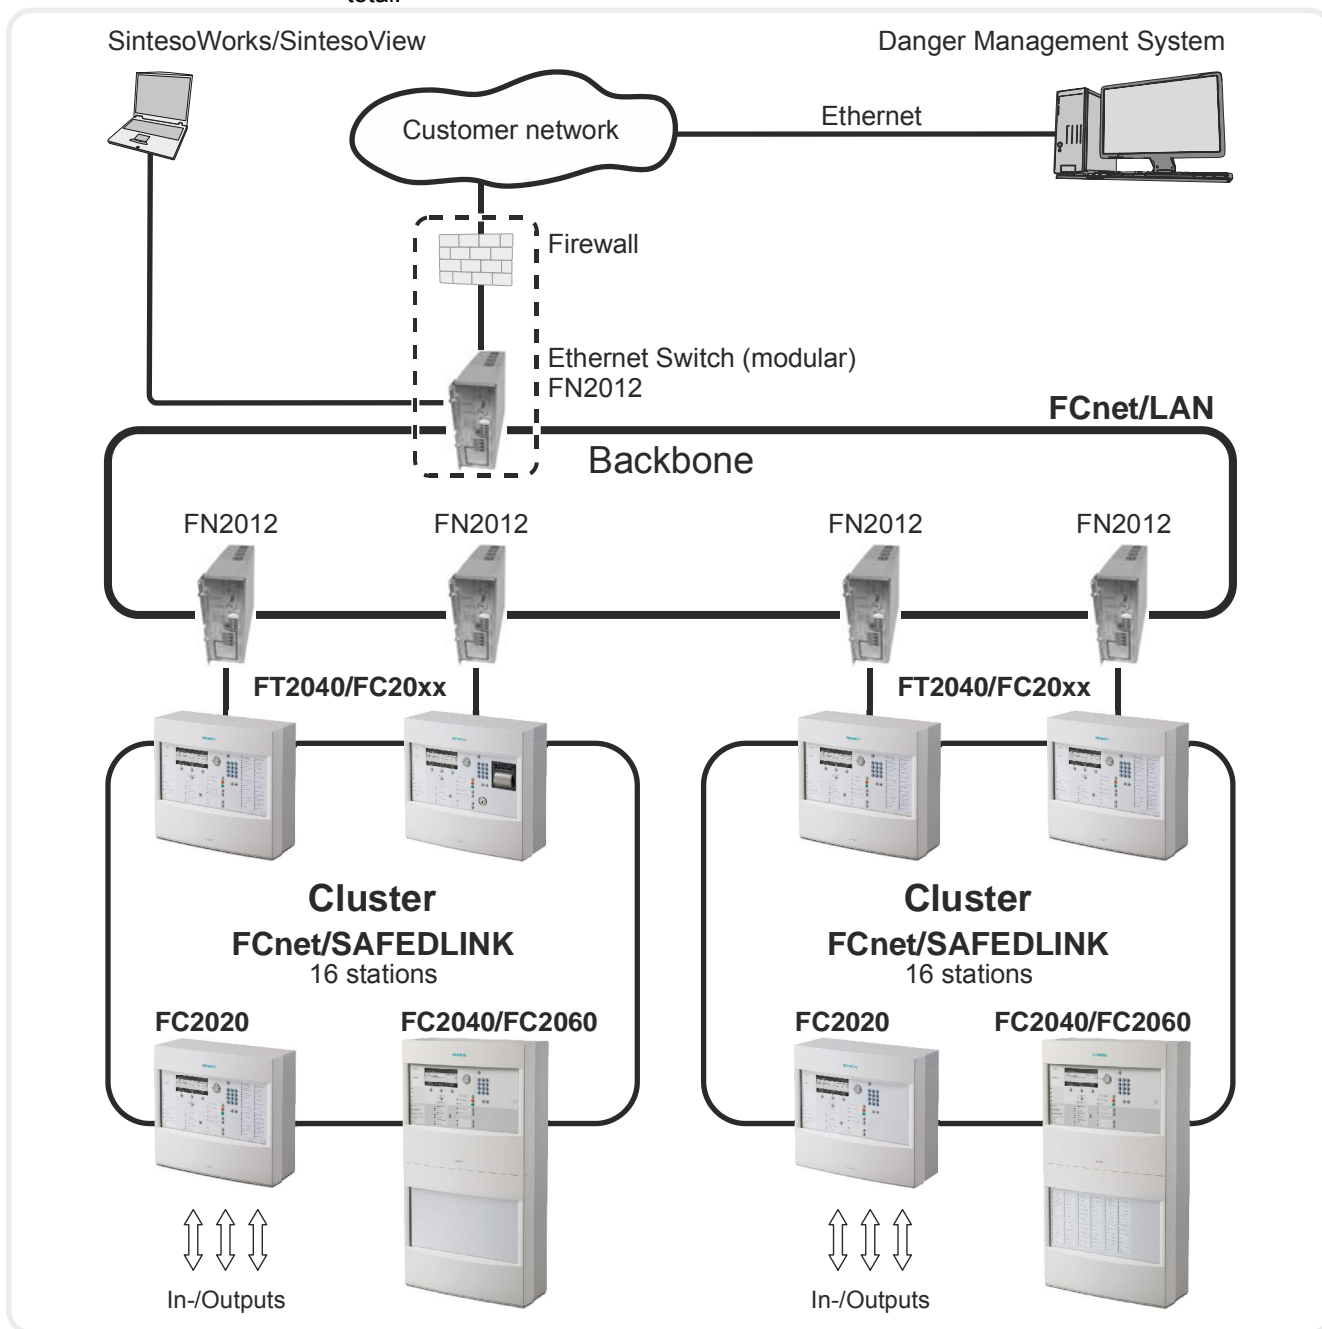 SintesoWorks/SintesoView
Danger Management System
Customer network
Ethernet
Firewall
Ethernet Switch (modular)
FN2012
FCnet/LAN
Backbone
FN2012
FN2012
FN2012
FN2012
FT2040/FC20xx
FT2040/FC20xx
Cluster
FCnet/SAFEDLINK
16 stations
Cluster
FCnet/SAFEDLINK
16 stations
FC2020
FC2040/FC2060
FC2020
FC2040/FC2060
In-/Outputs
In-/Outputs